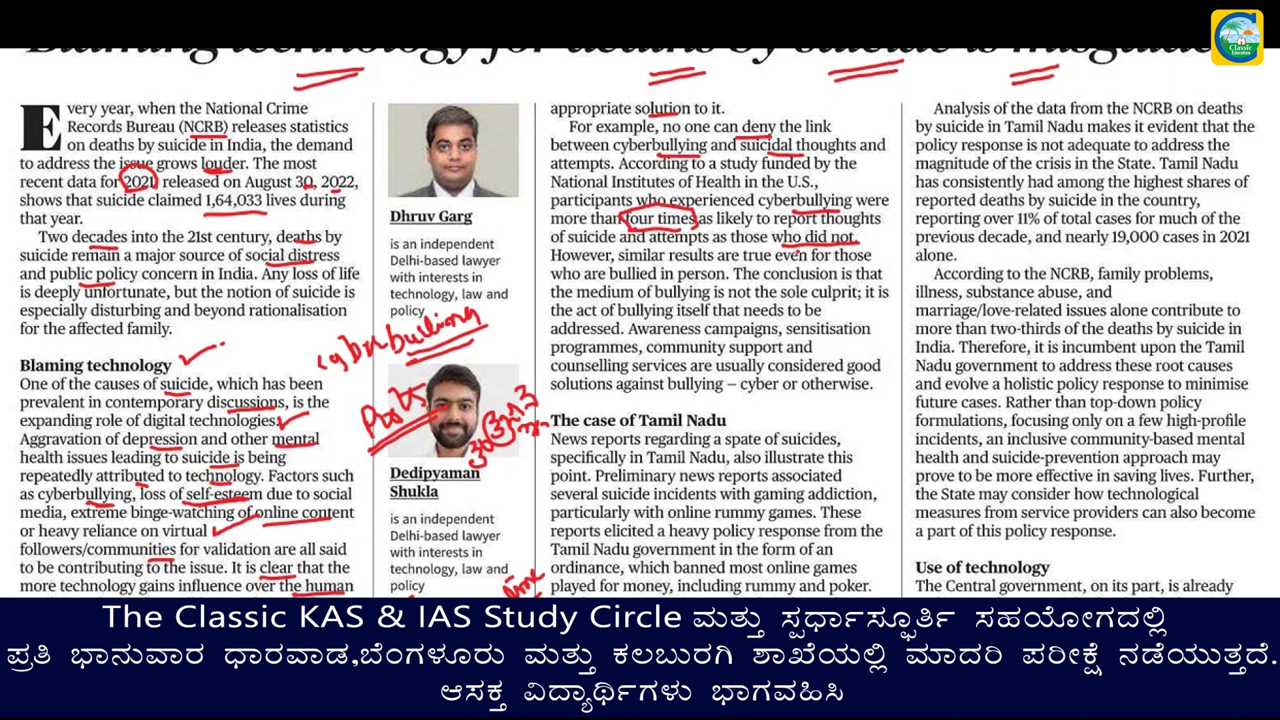 Blaming technology for deaths by suicide is misguided
Every year, when the National Crime
Records Bureau (NCRB) releases statistics
on deaths by suicide in India, the demand
to address the issue grows louder. The most
recent data for 2021, released on August 30, 2022,
shows that suicide claimed 1,64,033 lives during
that year.
Two decades into the 21st century, deaths by
suicide remain a major source of social distress
and public policy concern in India. Any loss of life
is deeply unfortunate, but the notion of suicide is
especially disturbing and beyond rationalisation
for the affected family.
Blaming technology
One of the causes of suicide, which has been
prevalent in contemporary discussions, is the
expanding role of digital technologies.
Aggravation of depression and other mental
health issues leading to suicide is being
repeatedly attributed to technology. Factors such
as cyberbullying, loss of self-esteem due to social
media, extreme binge-watching of online content
or heavy reliance on virtual
followers/communities for validation are all said
to be contributing to the issue. It is clear that the
more technology gains influence over the human
Dhruv Garg
is an independent
Delhi-based lawyer
with interests in
technology, law and
policy
cyberbulling
Posts
Dedipyaman
Shukla
is an independent
Delhi-based lawyer
with interests in
technology, law and
policy
appropriate solution to it.
For example, no one can deny the link
between cyberbullying and suicidal thoughts and
attempts. According to a study funded by the
National Institutes of Health in the U.S.,
participants who experienced cyberbullying were
more than four times as likely to report thoughts
of suicide and attempts as those who did not.
However, similar results are true even for those
who are bullied in person. The conclusion is that
the medium of bullying is not the sole culprit; it is
the act of bullying itself that needs to be
addressed. Awareness campaigns, sensitisation
programmes, community support and
counselling services are usually considered good
solutions against bullying – cyber or otherwise.
The case of Tamil Nadu
News reports regarding a spate of suicides,
specifically in Tamil Nadu, also illustrate this
point. Preliminary news reports associated
several suicide incidents with gaming addiction,
particularly with online rummy games. These
reports elicited a heavy policy response from the
Tamil Nadu government in the form of an
ordinance, which banned most online games
played for money, including rummy and poker.
Analysis of the data from the NCRB on deaths
by suicide in Tamil Nadu makes it evident that the
policy response is not adequate to address the
magnitude of the crisis in the State. Tamil Nadu
has consistently had among the highest shares of
reported deaths by suicide in the country,
reporting over 11% of total cases for much of the
previous decade, and nearly 19,000 cases in 2021
alone.
According to the NCRB, family problems,
illness, substance abuse, and
marriage/love-related issues alone contribute to
more than two-thirds of the deaths by suicide in
India. Therefore, it is incumbent upon the Tamil
Nadu government to address these root causes
and evolve a holistic policy response to minimise
future cases. Rather than top-down policy
formulations, focusing only on a few high-profile
incidents, an inclusive community-based mental
health and suicide-prevention approach may
prove to be more effective in saving lives. Further,
the State may consider how technological
measures from service providers can also become
a part of this policy response.
Use of technology
The Central government, on its part, is already
Classic
Education
The Classic KAS & IAS Study Circle ಮತ್ತು ಸ್ಪರ್ಧಾಸ್ಫೂರ್ತಿ ಸಹಯೋಗದಲ್ಲಿ
ಪ್ರತಿ ಭಾನುವಾರ ಧಾರವಾಡ,ಬೆಂಗಳೂರು ಮತ್ತು ಕಲಬುರಗಿ ಶಾಖೆಯಲ್ಲಿ ಮಾದರಿ ಪರೀಕ್ಷೆ ನಡೆಯುತ್ತದೆ.
ಆಸಕ್ತ ವಿದ್ಯಾರ್ಥಿಗಳು ಭಾಗವಹಿಸಿ